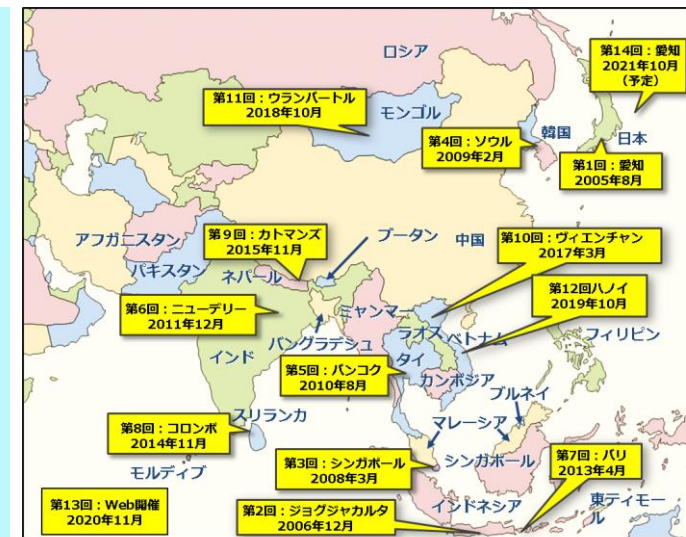 ロシア
第14回：愛知
2021年10月
（予定）
第11回：ウランバートル
2018年10月
モンゴル
第4回：ソウル
2009年2月
韓国
日本
第1回：愛知
2005年8月
アフガニスタン
パキスタン
第９回：カトマンズ
2015年11月
ネパール
ブータン
中国
第10回：ヴィエンチャン
2017年3月
第12回ハノイ
2019年10月
第6回：ニューデリー
2011年12月
インド
バングラデシュ
ミャンマー
ラオス
ベトナム
タイ
カンボジア
フィリピン
第5回：バンコク
2010年8月
ブルネイ
スリランカ
第8回：コロンボ
2014年11月
モルディブ
マレーシア
第3回：シンガポール
2008年3月
シンガポール
第7回：バリ
2013年4月
第13回：Web開催
2020年11月
第2回：ジョグジャカルタ
2006年12月
インドネシア
東ティモー
ル